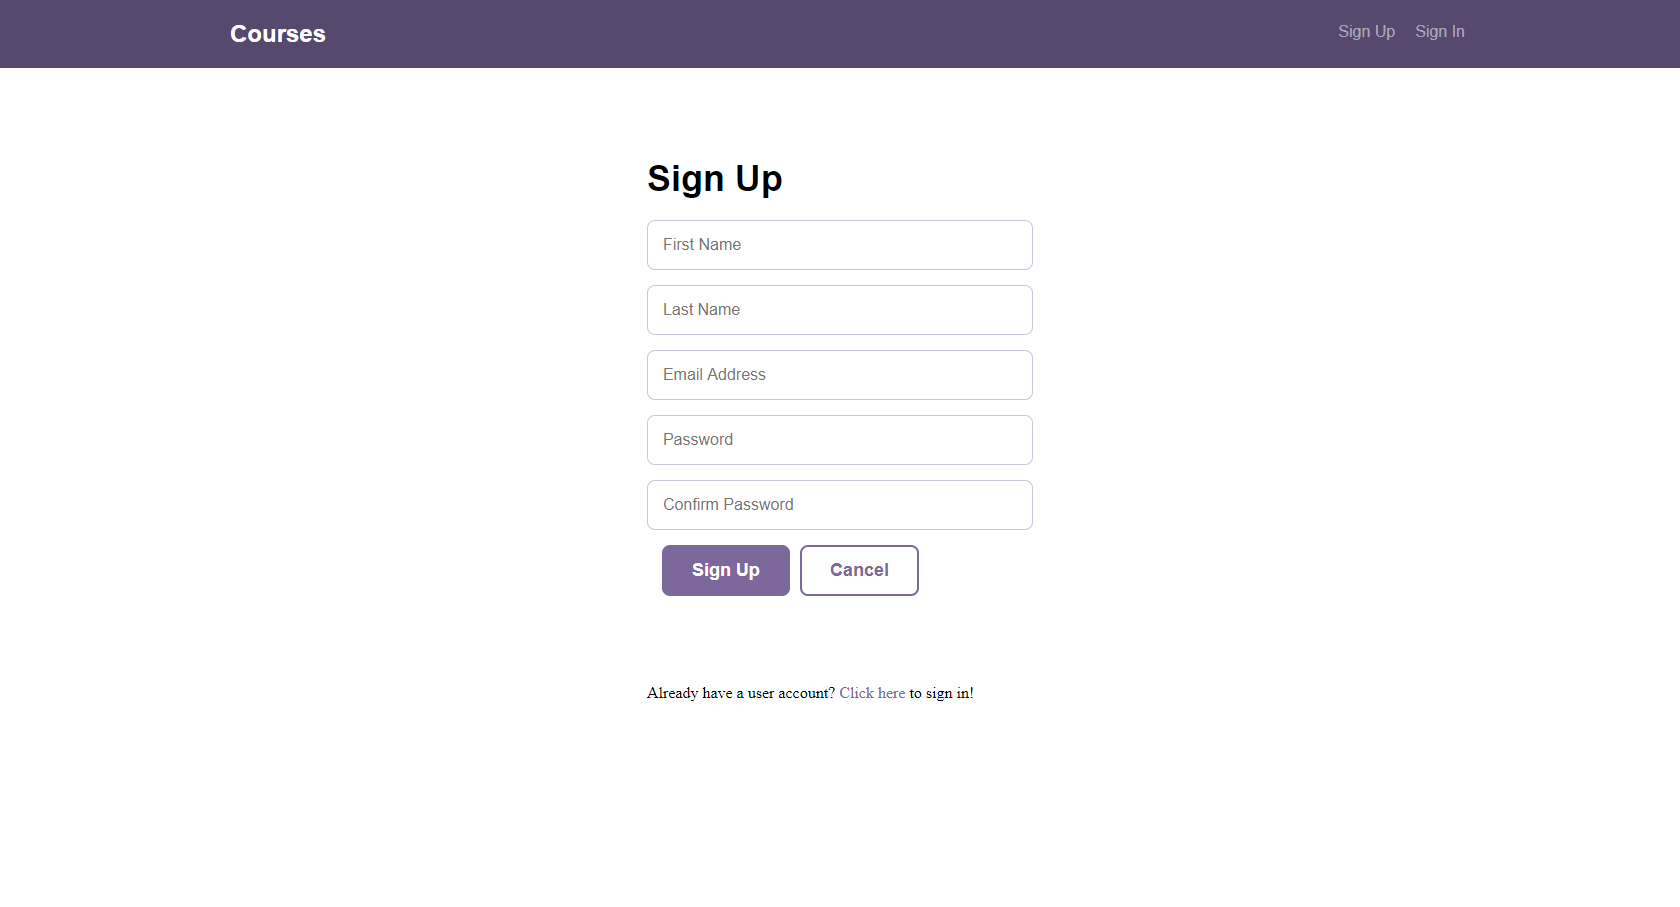 Courses Sign Up Sign In
Sign Up
First Name
Last Name
Email Address
Password
Confirm Password
Sign Up Cancel
Already have a user account? Click here to sign in!